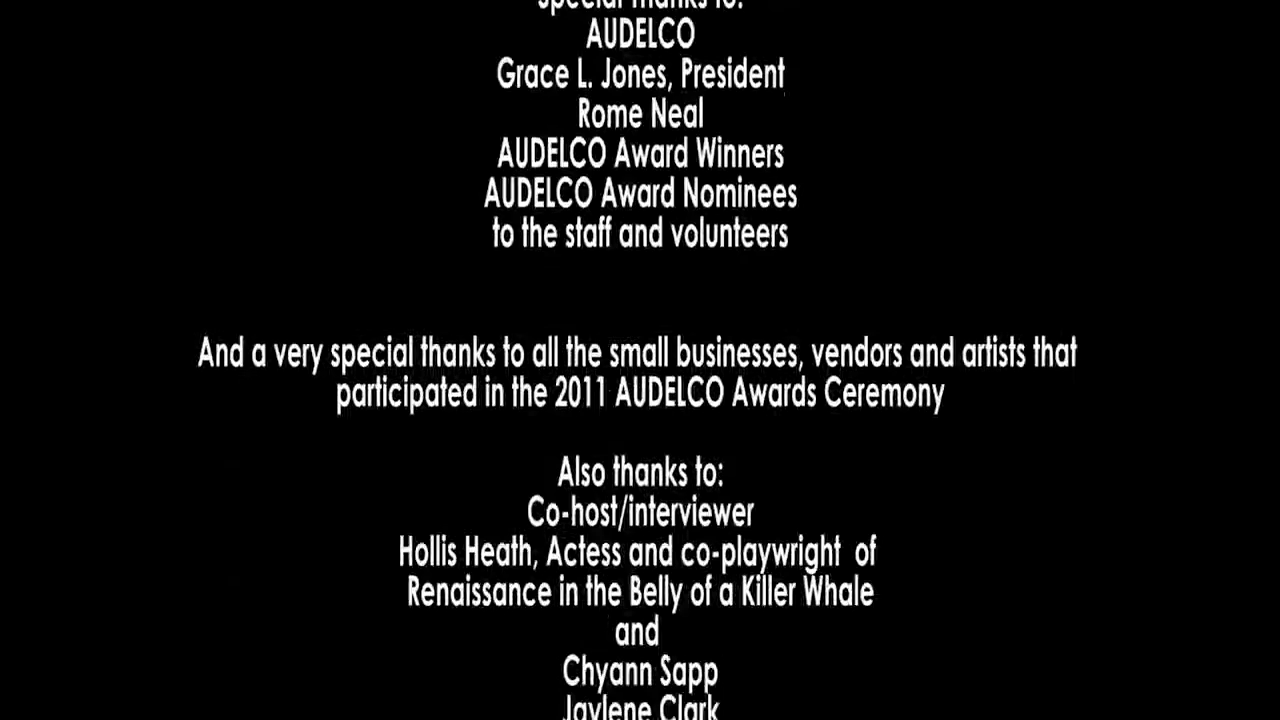 Special thanks to:
AUDELCO
Grace L. Jones, President
Rome Neal
AUDELCO Award Winners
AUDELCO Award Nominees
to the staff and volunteers
And a very special thanks to all the small businesses, vendors and artists that
participated in the 2011 AUDELCO Awards Ceremony
Also thanks to:
Co-host/interviewer
Hollis Heath, Actess and co-playwright of
Renaissance in the Belly of a Killer Whale
and
Chyann Sapp
Jaylene Clark